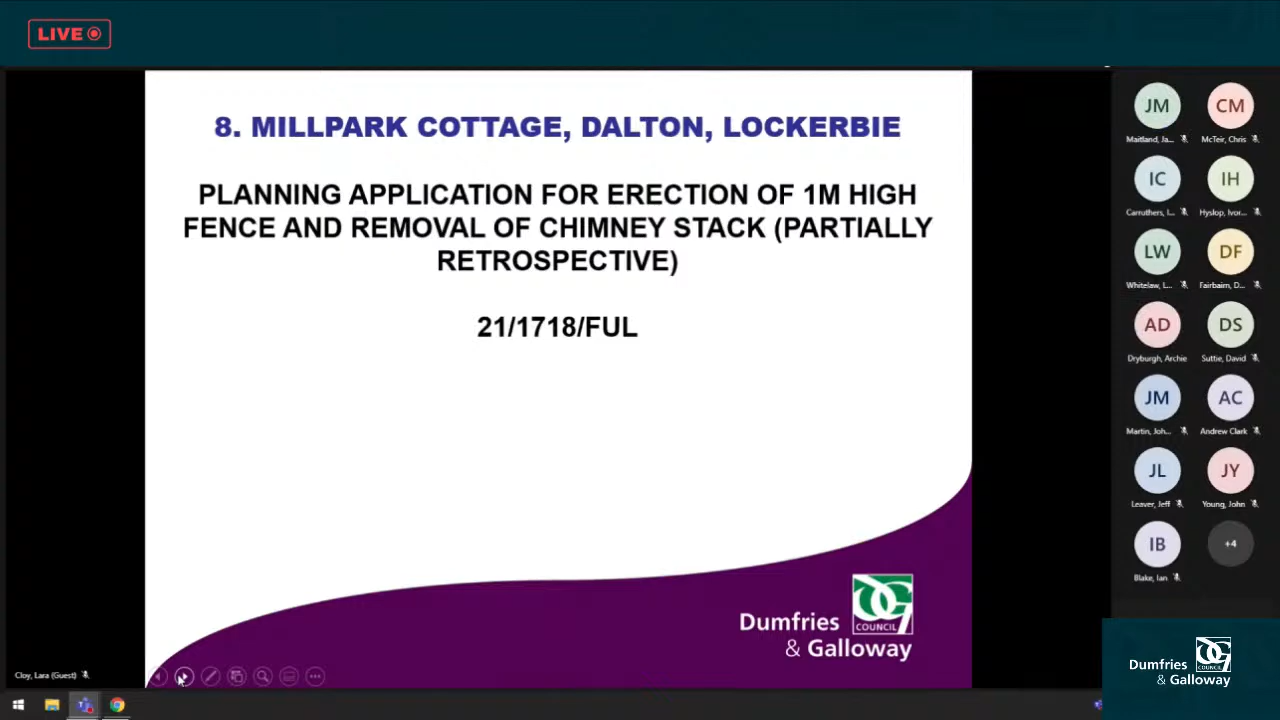 LIVE
8. MILLPARK COTTAGE, DALTON, LOCKERBIE
PLANNING APPLICATION FOR ERECTION OF 1M HIGH
FENCE AND REMOVAL OF CHIMNEY STACK (PARTIALLY
RETROSPECTIVE)
21/1718/FUL
Dumfries
& Galloway
COUNCIL
Cloy, Lara (Guest)
JM
Maitland, Ja...
CM
McTeir, Chris
IC
Carruthers, I...
IH
Hyslop, Ivor...
LW
Whitelaw, L...
DF
Fairbairn, D...
AD
Dryburgh, Archie
DS
Suttie, David
JM
Martin, Joh...
AC
Andrew Clark
JL
Leaver, Jeff
JY
Young, John
IB
Blake, Ian
+4
Dumfries
& Galloway
COUNCIL